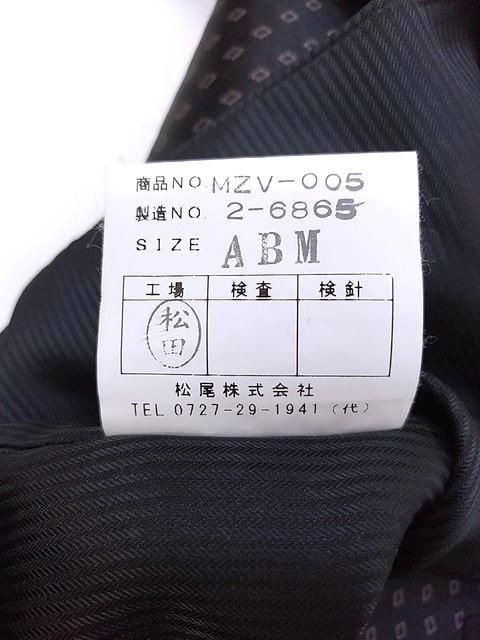 商品NO. MZV-005
製造NO. 2-6865
SIZE ABM
工場 検査 検針
松田
松尾株式会社
TEL 0727-29-1941（代）